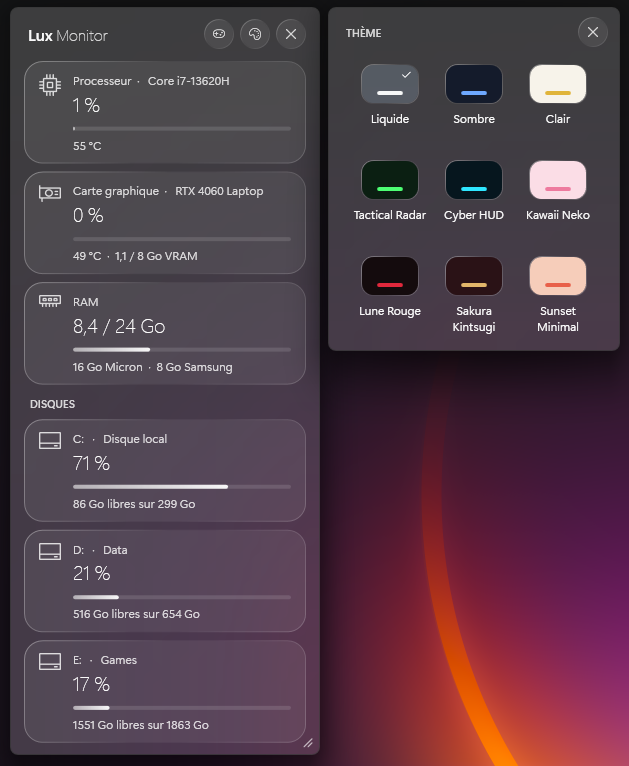 Lux Monitor
Processeur · Core i7-13620H
1 %
55 °C
Carte graphique · RTX 4060 Laptop
0 %
49 °C · 1,1 / 8 Go VRAM
RAM
8,4 / 24 Go
16 Go Micron · 8 Go Samsung
DISQUES
C: · Disque local
71 %
86 Go libres sur 299 Go
D: · Data
21 %
516 Go libres sur 654 Go
E: · Games
17 %
1551 Go libres sur 1863 Go
THÈME
Liquide
Sombre
Clair
Tactical Radar
Cyber HUD
Kawaii Neko
Lune Rouge
Sakura
Kintsugi
Sunset
Minimal